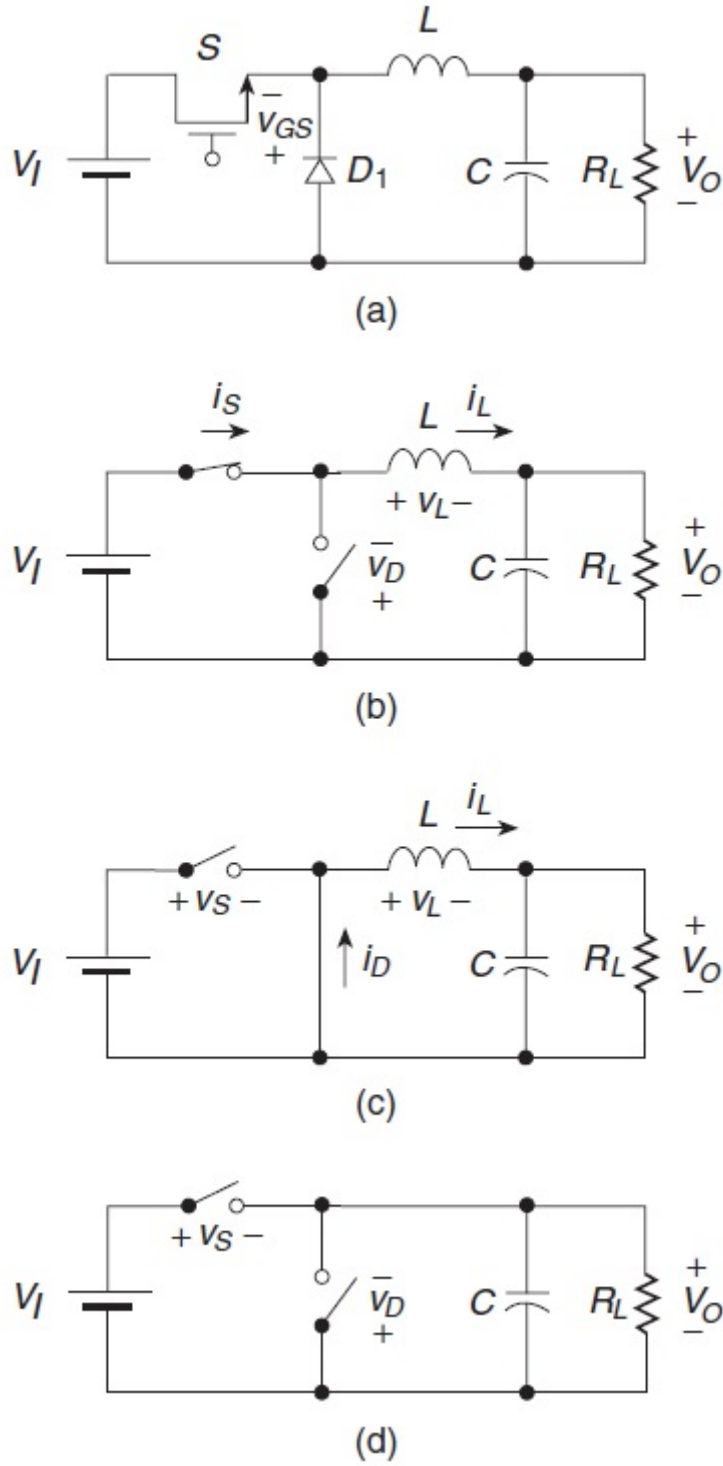 S L
− v_GS +
V_I D_1 C R_L + V_O −
(a)
i_S L i_L
+ v_L −
V_I − v_D + C R_L + V_O −
(b)
L i_L
+ v_S − + v_L −
V_I i_D C R_L + V_O −
(c)
+ v_S −
V_I − v_D + C R_L + V_O −
(d)